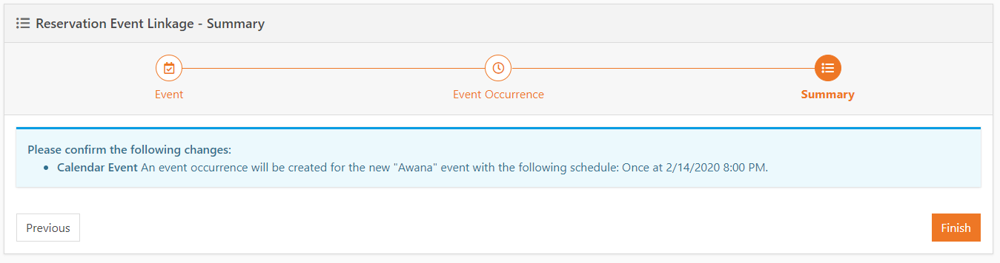 Reservation Event Linkage - Summary
Event
Event Occurrence
Summary
Please confirm the following changes:
• Calendar Event An event occurrence will be created for the new "Awana" event with the following schedule: Once at 2/14/2020 8:00 PM.
Previous
Finish